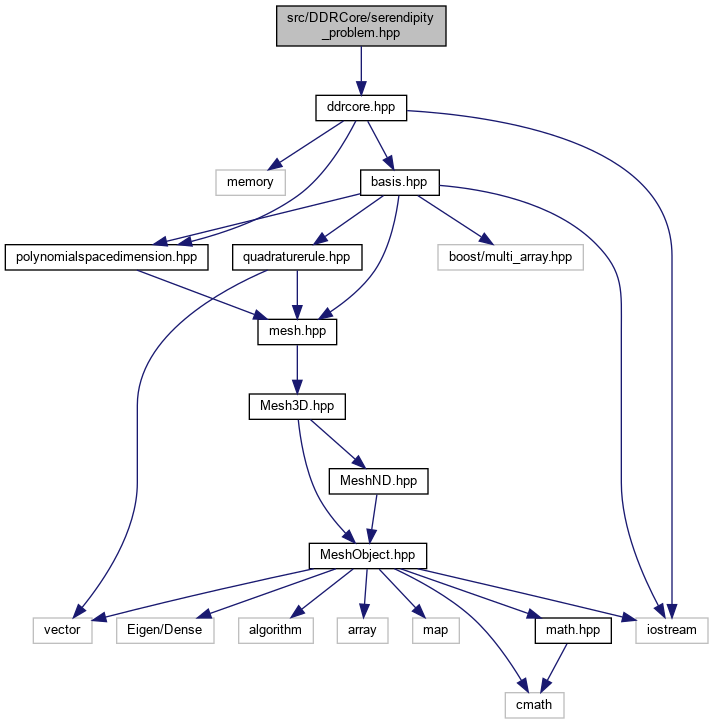 src/DDRCore/serendipity
_problem.hpp
ddrcore.hpp
memory
basis.hpp
polynomialspacedimension.hpp
quadraturerule.hpp
boost/multi_array.hpp
mesh.hpp
Mesh3D.hpp
MeshND.hpp
MeshObject.hpp
vector
Eigen/Dense
algorithm
array
map
math.hpp
iostream
cmath